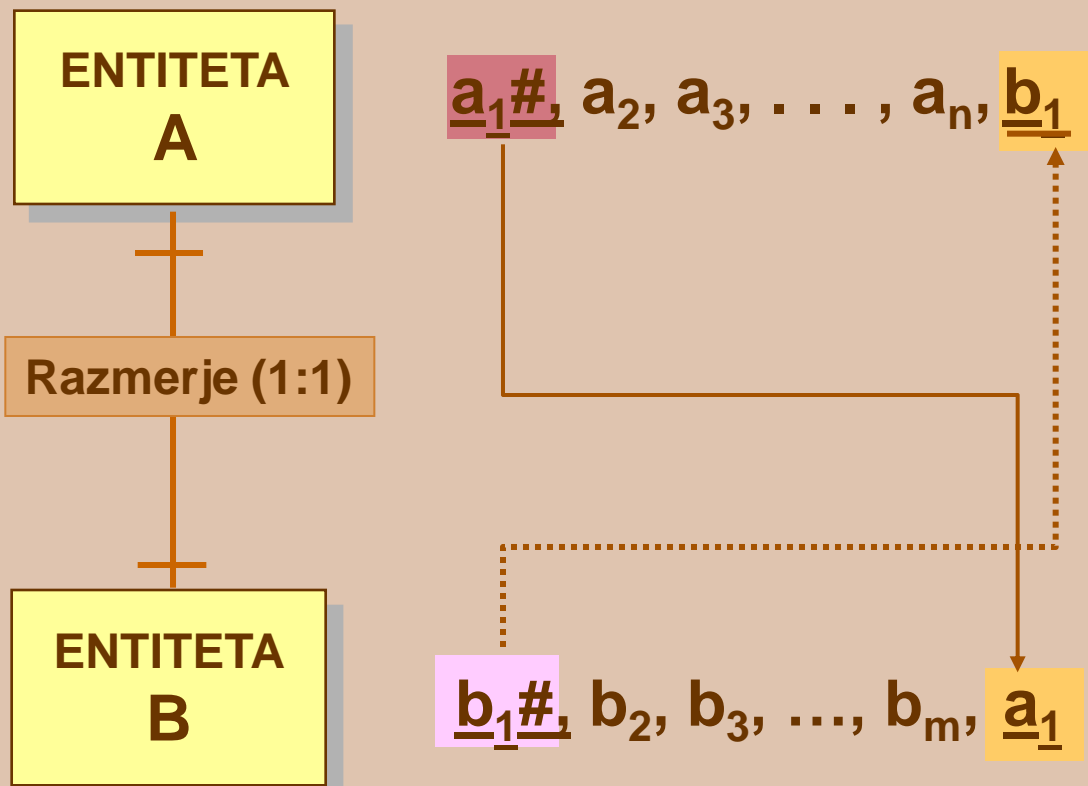 ENTITETA
A
a₁#, a₂, a₃, . . . , aₙ, b₁
Razmerje (1:1)
ENTITETA
B
b₁#, b₂, b₃, ..., bₘ, a₁